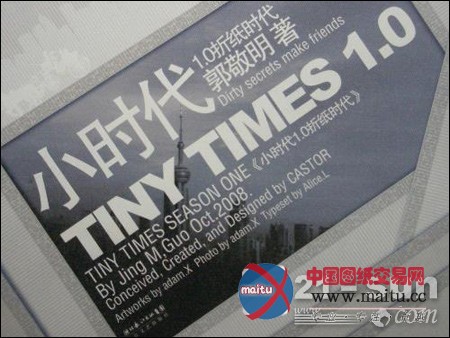 小时代
1.0折纸时代
郭敬明 著
Dirty secrets make friends
TINY TIMES 1.0
TINY TIMES SEASON ONE《小时代1.0折纸时代》
By Jing M.Guo Oct.2008.
Conceived, Created, and Designed by CASTOR
Artworks by adam.X Photo by adam.X Typeset by Alice.L
maitu
中国图纸交易网
www.maitu.cc
com